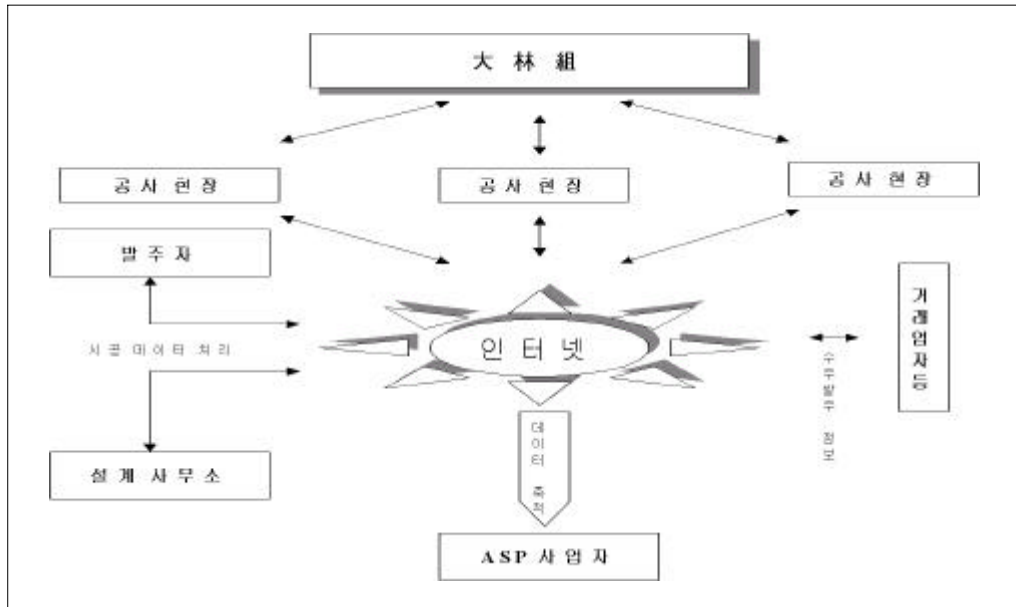 大 林 組
공 사 현 장
공 사 현 장
공 사 현 장
발 주 자
시 공 데 이 타 처 리
인 터 넷
거래업자등
수주발주 정보
데이터 축적
설 계 사 무 소
ASP 사 업 자